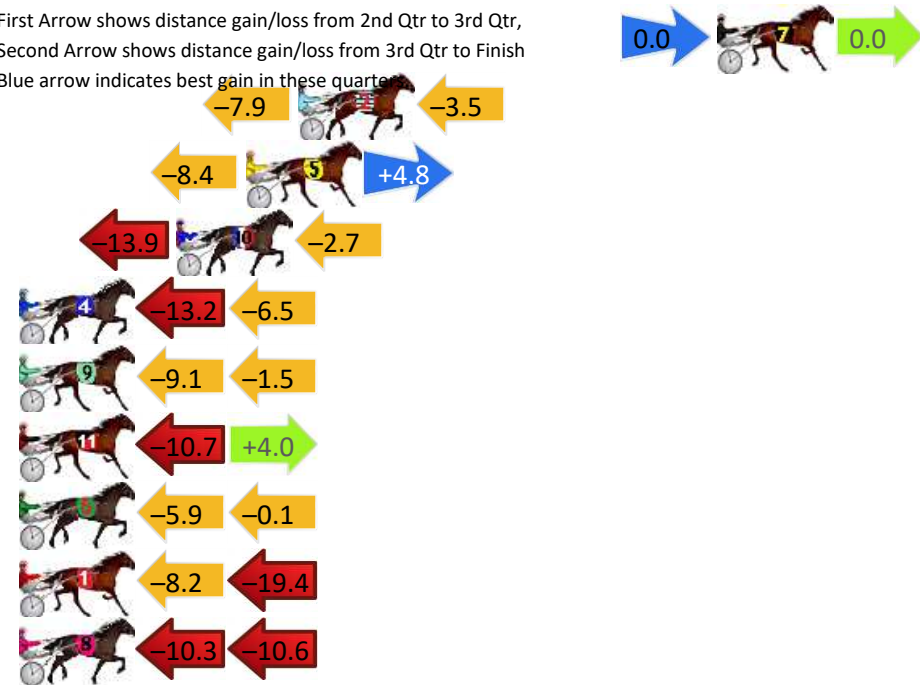 First Arrow shows distance gain/loss from 2nd Qtr to 3rd Qtr,
Second Arrow shows distance gain/loss from 3rd Qtr to Finish
Blue arrow indicates best gain in these quarters
0.0 7 0.0
–7.9 2 –3.5
–8.4 5 +4.8
–13.9 10 –2.7
4 –13.2 –6.5
9 –9.1 –1.5
11 –10.7 +4.0
6 –5.9 –0.1
1 –8.2 –19.4
8 –10.3 –10.6